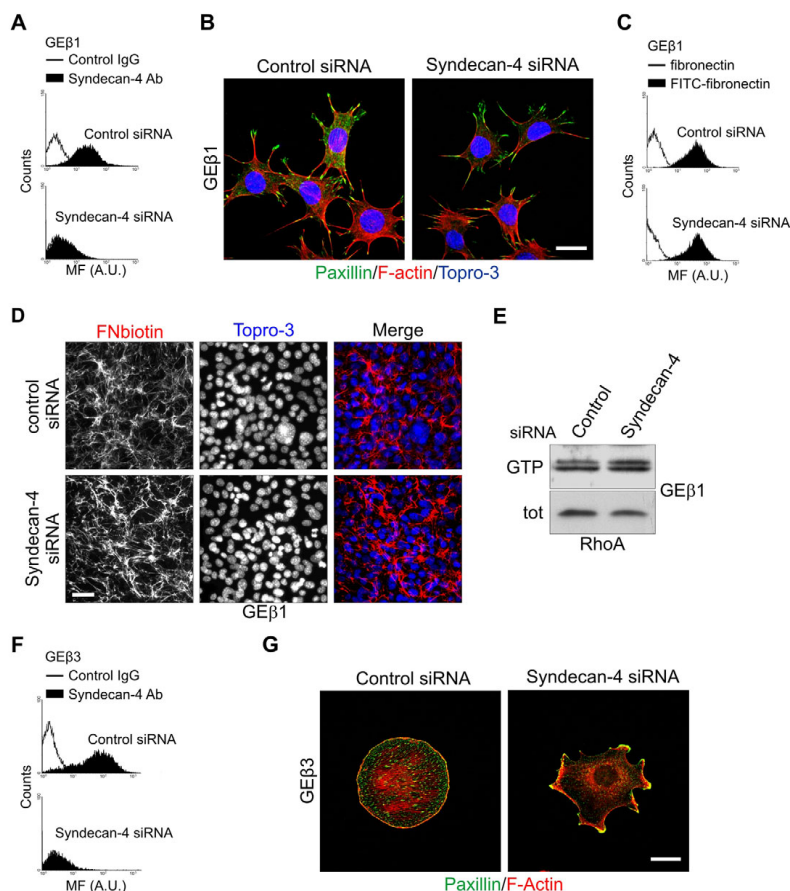 A
GEβ1
Control IgG
Syndecan-4 Ab
Control siRNA
Counts
Syndecan-4 siRNA
MF (A.U.)
B
Control siRNA
Syndecan-4 siRNA
GEβ1
Paxillin/F-actin/Topro-3
C
GEβ1
fibronectin
FITC-fibronectin
Control siRNA
Counts
Syndecan-4 siRNA
MF (A.U.)
D
FNbiotin
Topro-3
Merge
control
siRNA
Syndecan-4
siRNA
GEβ1
E
siRNA
Control
Syndecan-4
GTP
tot
GEβ1
RhoA
F
GEβ3
Control IgG
Syndecan-4 Ab
Control siRNA
Counts
Syndecan-4 siRNA
MF (A.U.)
G
Control siRNA
Syndecan-4 siRNA
GEβ3
Paxillin/F-Actin